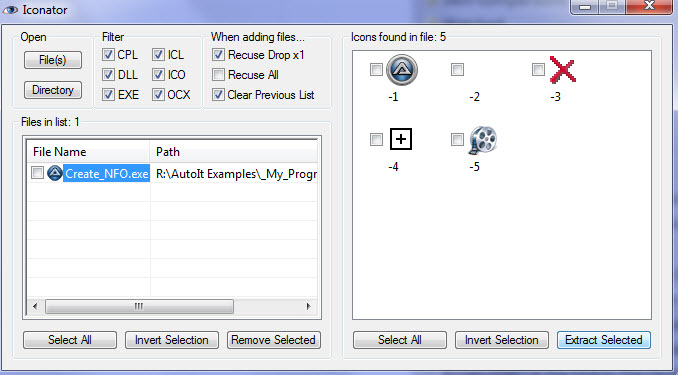 Iconator
Open
File(s)
Directory
Filter
CPL
ICL
DLL
ICO
EXE
OCX
When adding files...
Recuse Drop x1
Recuse All
Clear Previous List
Files in list: 1
File Name Path
Create_NFO.exe R:\AutoIt Examples\_My_Progr
Select All
Invert Selection
Remove Selected
Icons found in file: 5
-1
-2
-3
-4
-5
Select All
Invert Selection
Extract Selected